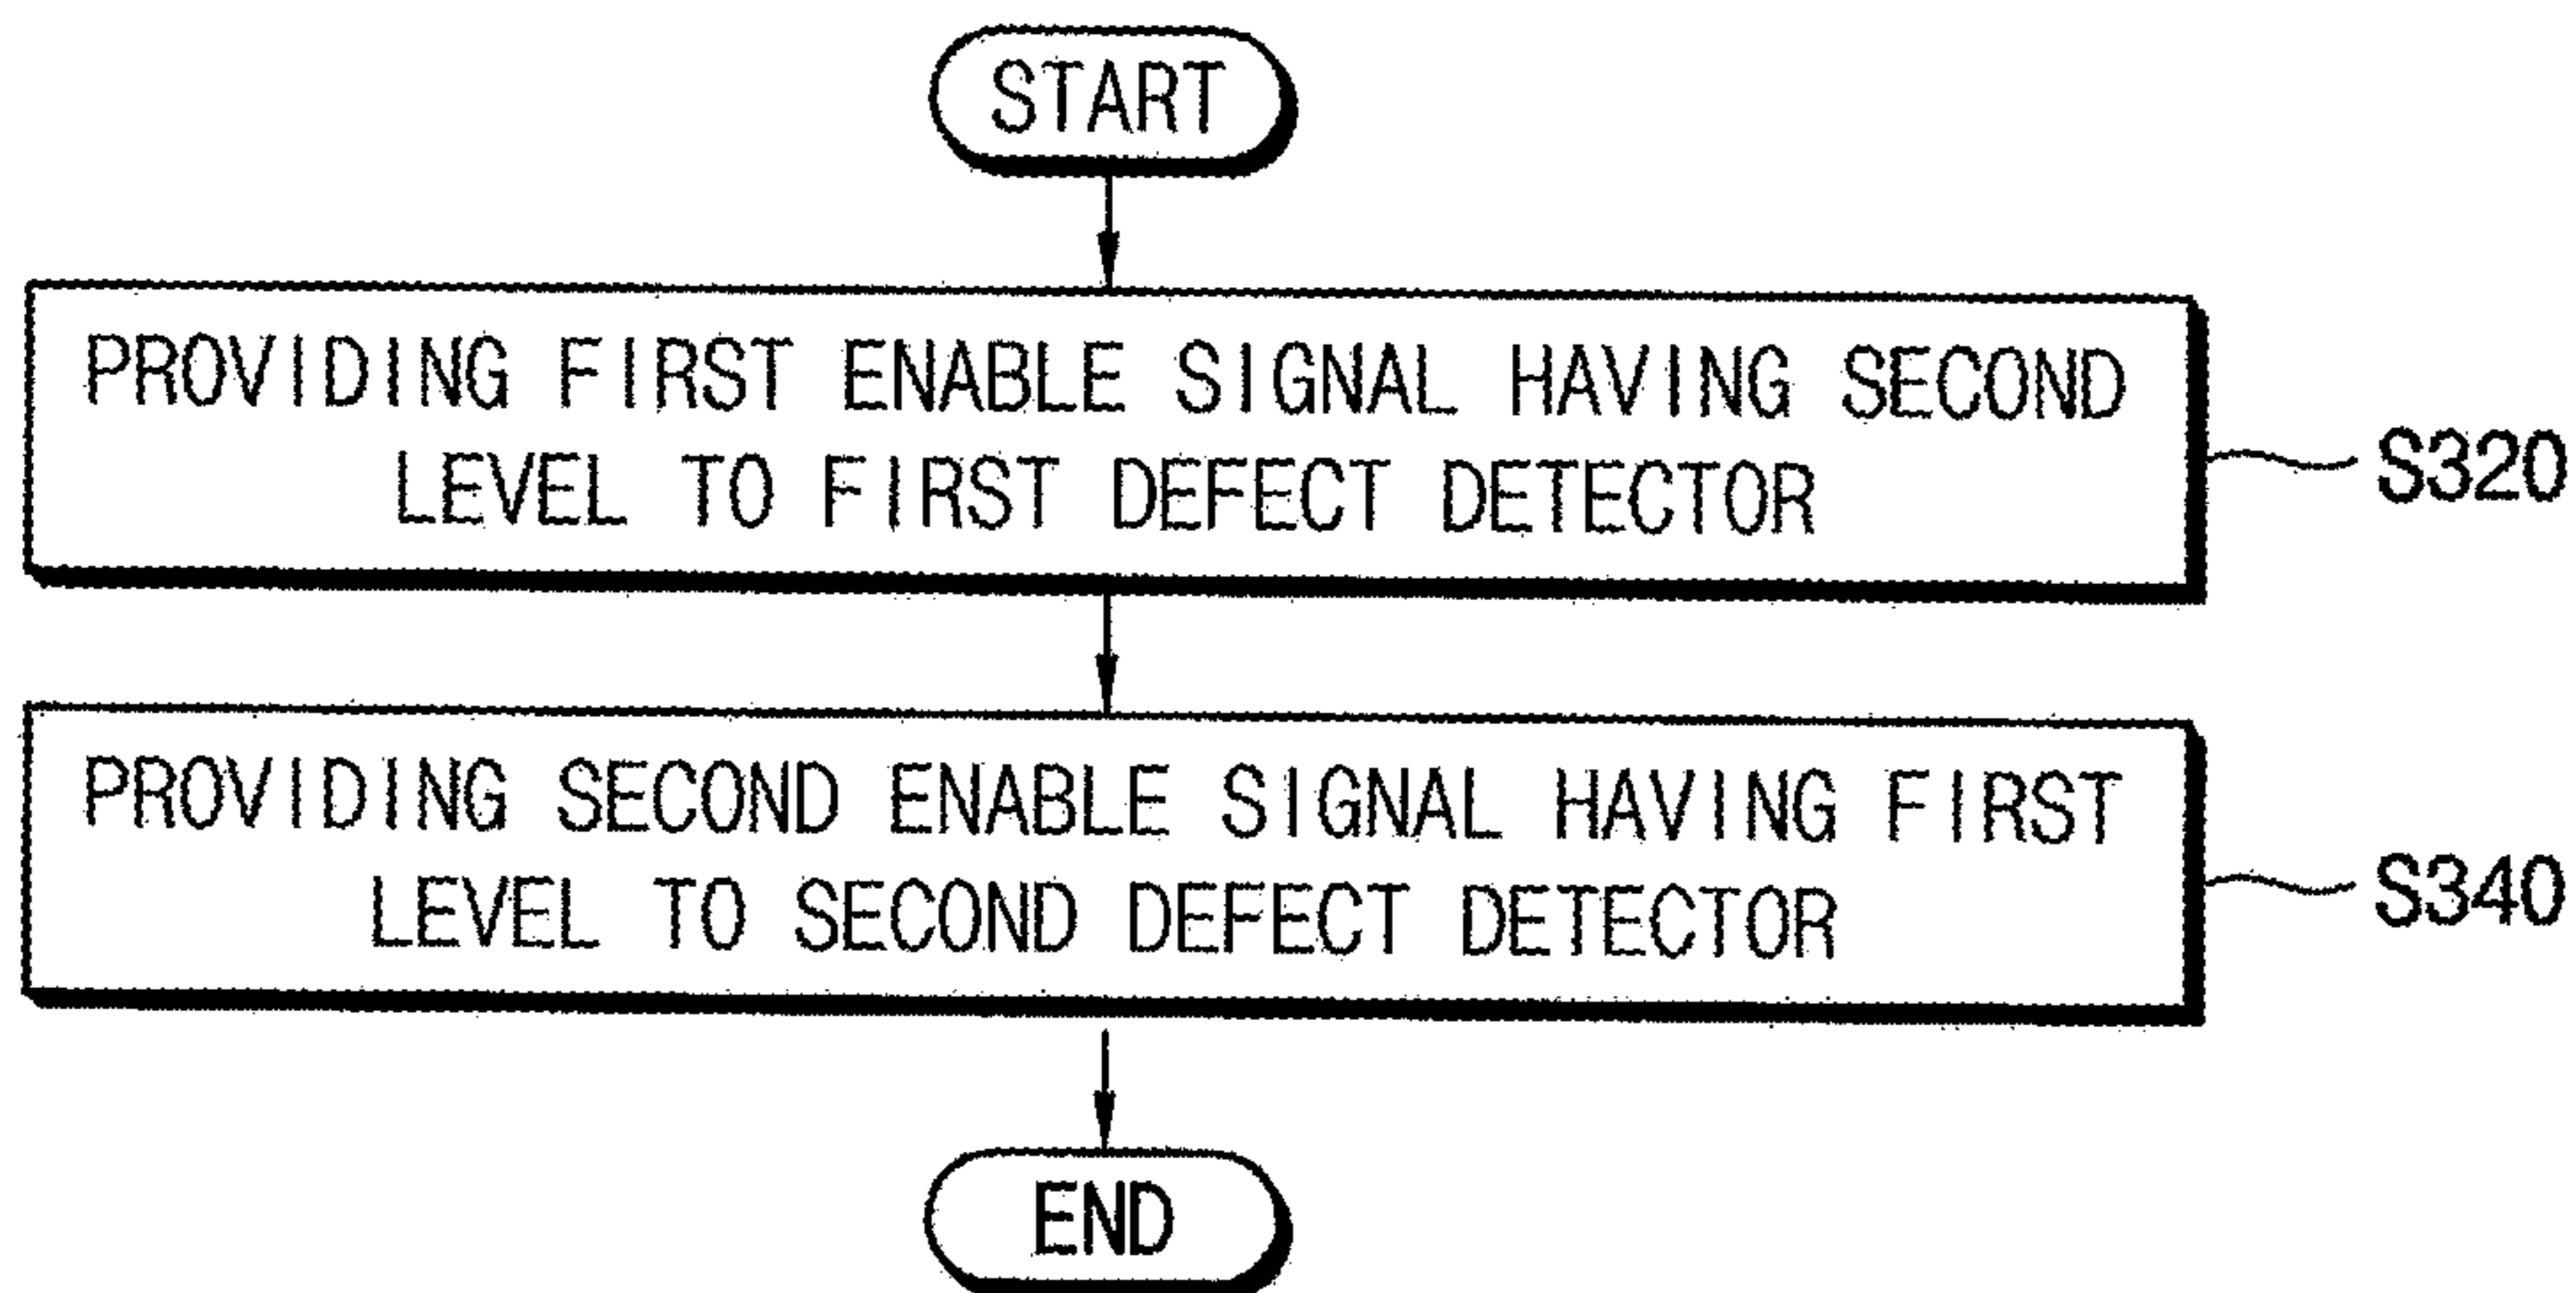 START
PROVIDING FIRST ENABLE SIGNAL HAVING SECOND
LEVEL TO FIRST DEFECT DETECTOR
S320
PROVIDING SECOND ENABLE SIGNAL HAVING FIRST
LEVEL TO SECOND DEFECT DETECTOR
S340
END